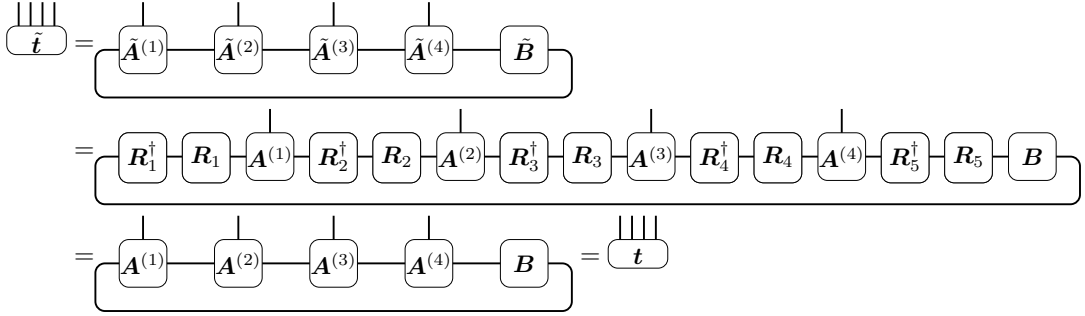 t̃ = Ã⁽¹⁾ Ã⁽²⁾ Ã⁽³⁾ Ã⁽⁴⁾ B̃
= R₁† R₁ A⁽¹⁾ R₂† R₂ A⁽²⁾ R₃† R₃ A⁽³⁾ R₄† R₄ A⁽⁴⁾ R₅† R₅ B
= A⁽¹⁾ A⁽²⁾ A⁽³⁾ A⁽⁴⁾ B = t